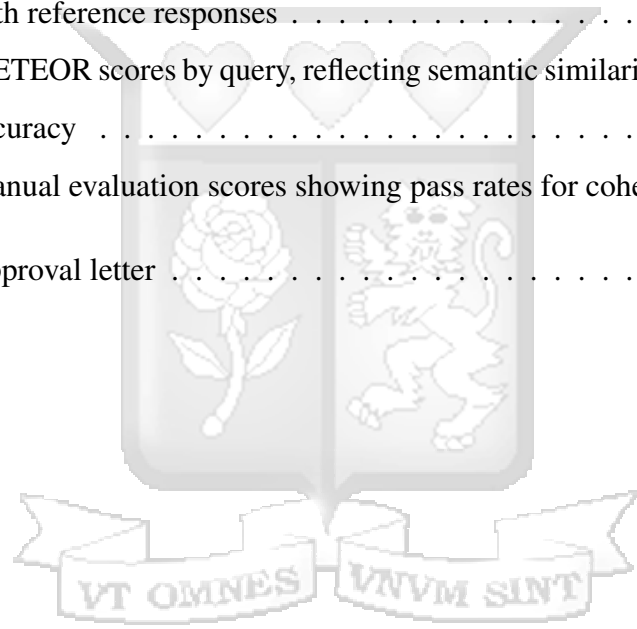 th reference responses . . . . . . . . . . . . . . . .
ETEOR scores by query, reflecting semantic similari
curacy . . . . . . . . . . . . . . . . . . . . . . .
anual evaluation scores showing pass rates for cohe
proval letter . . . . . . . . . . . . . . . . . . . .
VT OMNES VNVM SINT